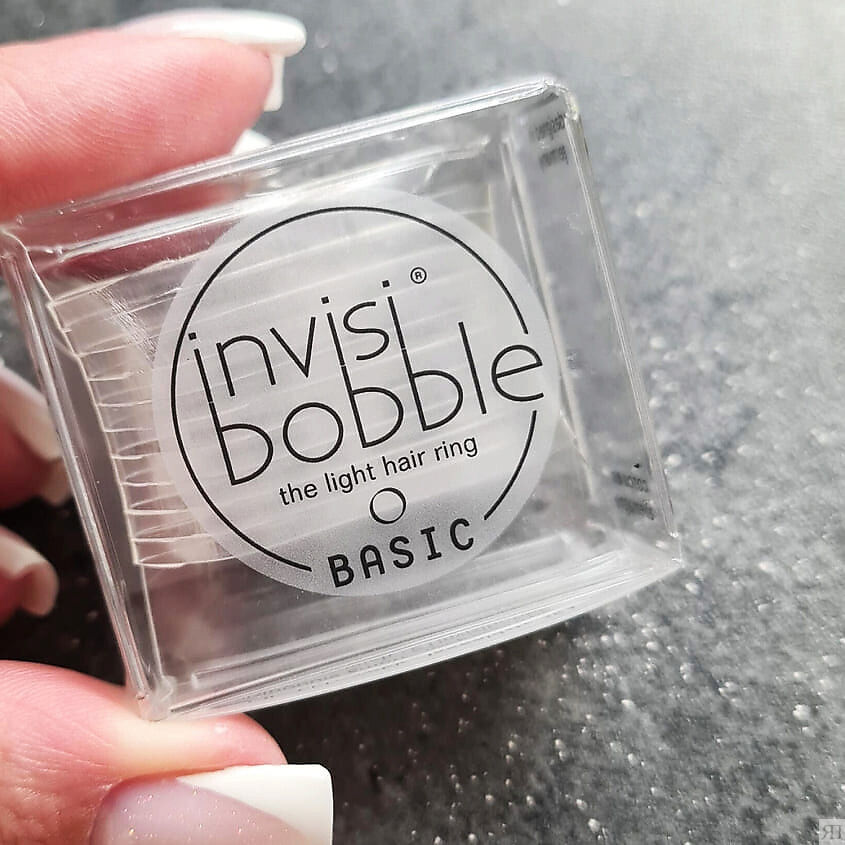 invisi®
bobble
the light hair ring
BASIC